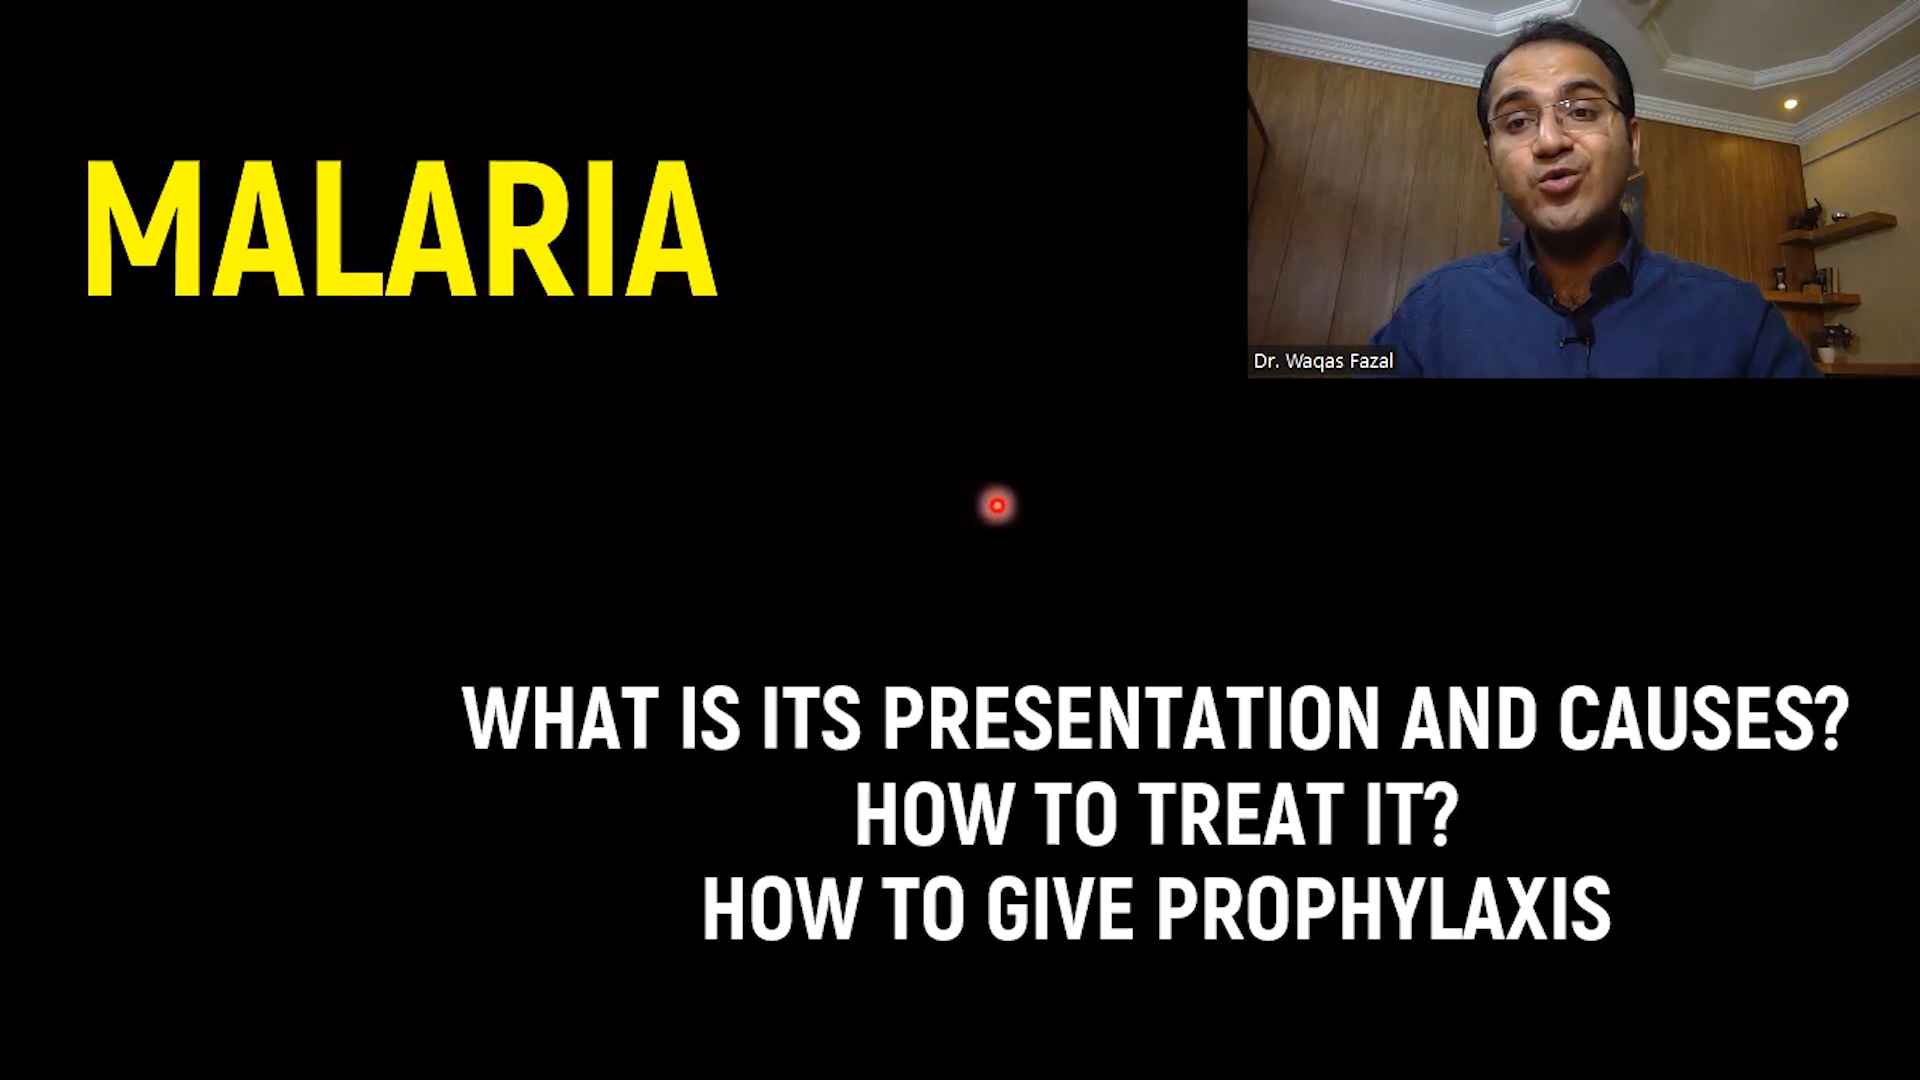 MALARIA
Dr. Waqas Fazal
WHAT IS ITS PRESENTATION AND CAUSES?
HOW TO TREAT IT?
HOW TO GIVE PROPHYLAXIS